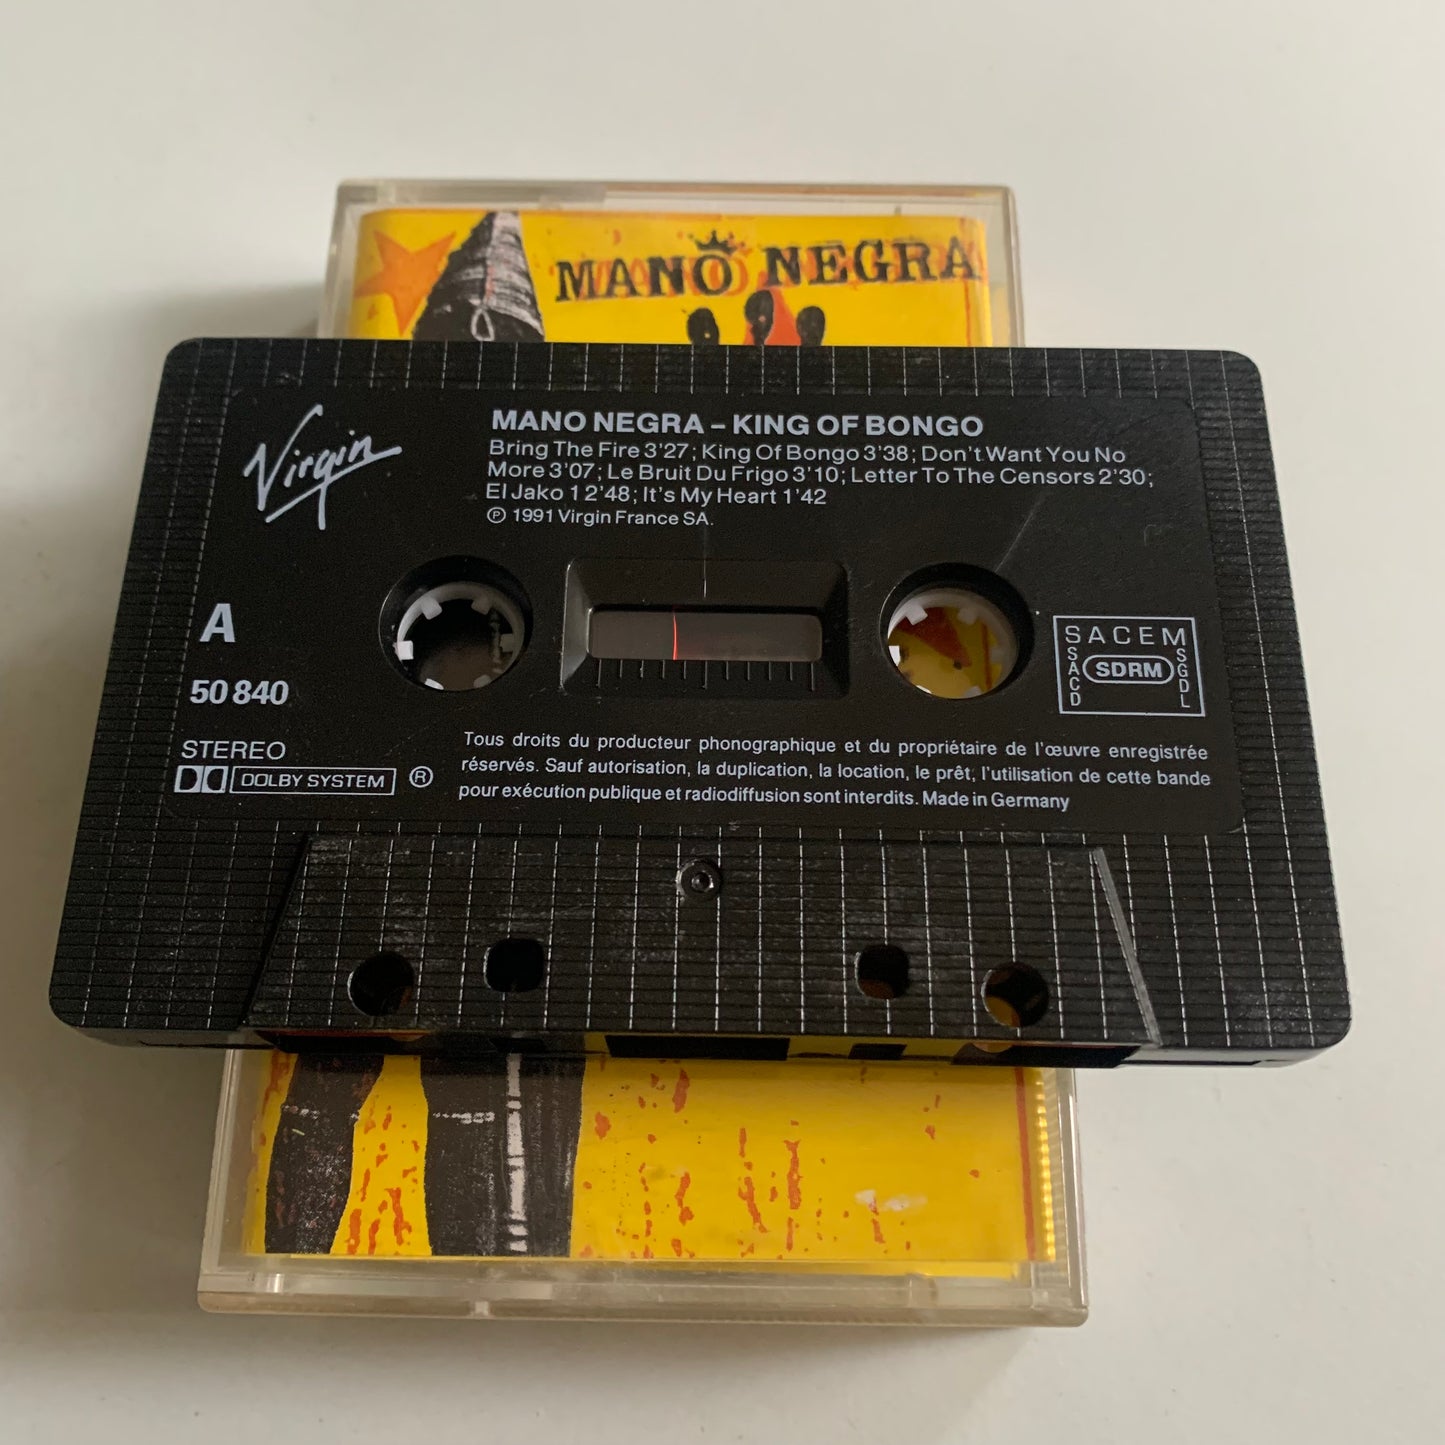 MANO NEGRA
Virgin
MANO NEGRA – KING OF BONGO
Bring The Fire 3'27; King Of Bongo 3'38; Don't Want You No
More 3'07; Le Bruit Du Frigo 3'10; Letter To The Censors 2'30;
El Jako 1 2'48; It's My Heart 1'42
Ⓟ 1991 Virgin France SA.
A
50 840
STEREO
DOLBY SYSTEM ®
SACEM
SACD
SDRM
SGDL
Tous droits du producteur phonographique et du propriétaire de l'œuvre enregistrée
réservés. Sauf autorisation, la duplication, la location, le prêt, l'utilisation de cette bande
pour exécution publique et radiodiffusion sont interdits. Made in Germany